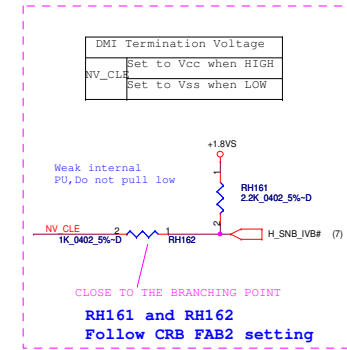 DMI Termination Voltage
NV_CLE
Set to Vcc when HIGH
Set to Vss when LOW
+1.8VS
Weak internal
PU,Do not pull low
1
RH161
2.2K_0402_5%~D
2
NV_CLE
2
1
H_SNB_IVB# (7)
1K_0402_5%~D
RH162
CLOSE TO THE BRANCHING POINT
RH161 and RH162
Follow CRB FAB2 setting